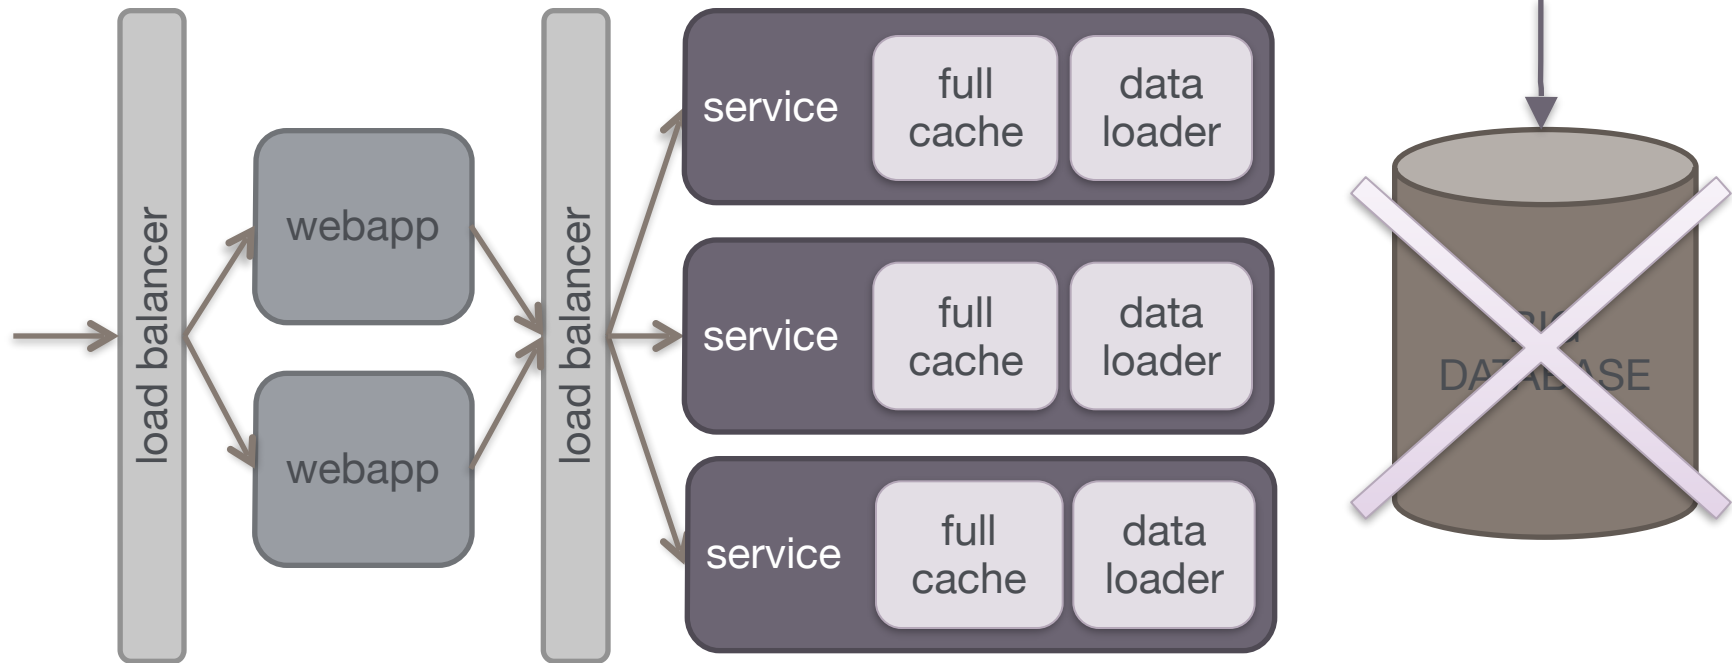 load balancer
webapp
webapp
load balancer
service
full
cache
data
loader
service
full
cache
data
loader
service
full
cache
data
loader
BIG
DATABASE